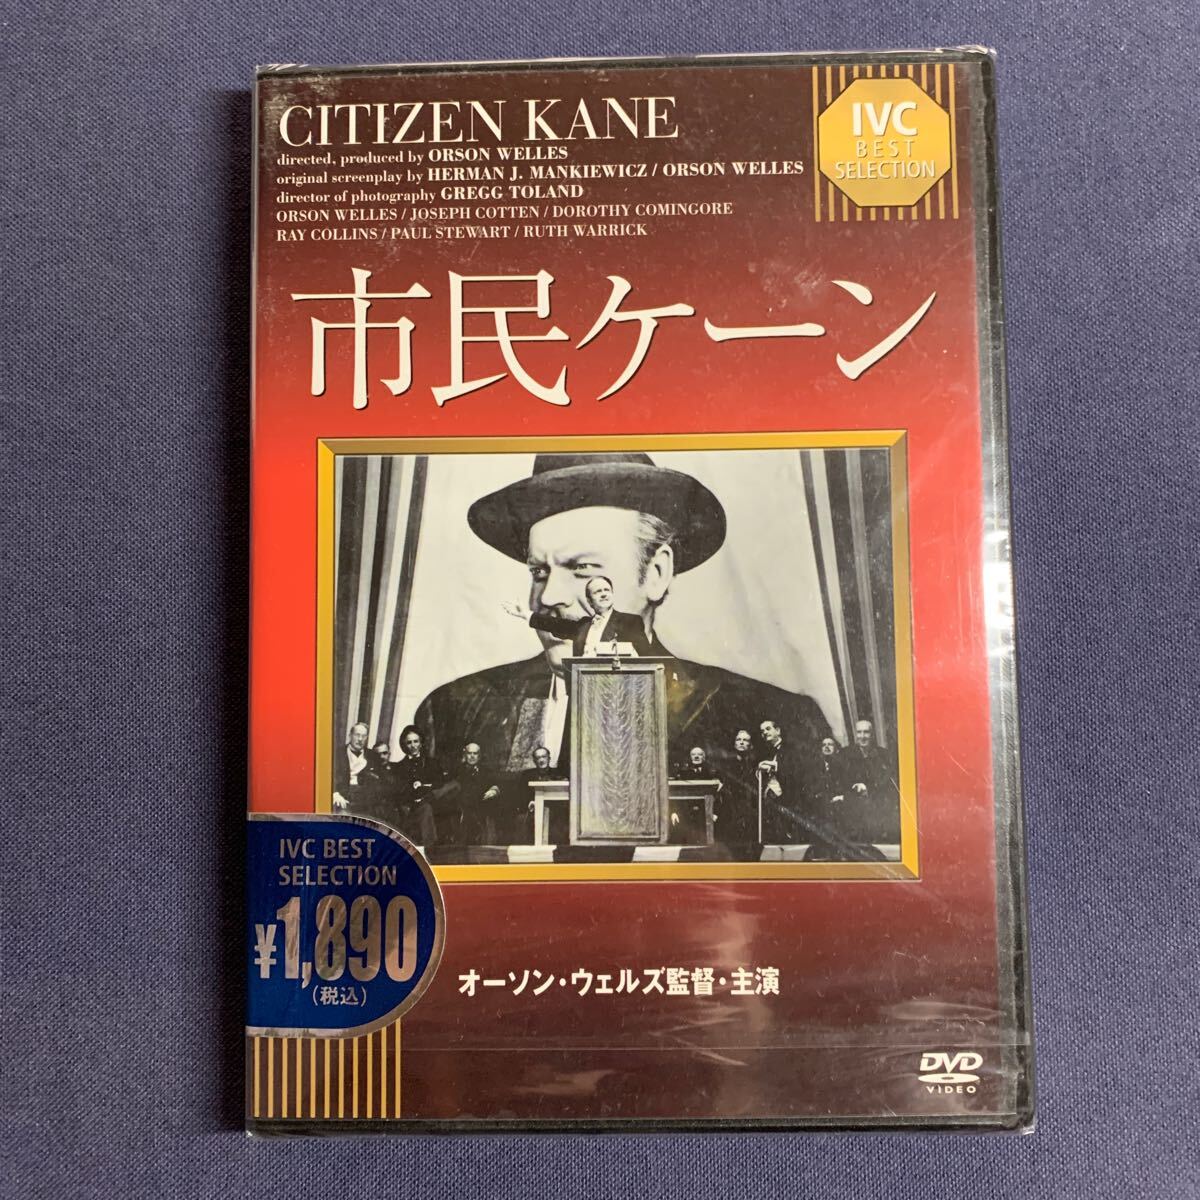 CITIZEN KANE
directed, produced by ORSON WELLES
original screenplay by HERMAN J. MANKIEWICZ / ORSON WELLES
director of photography GREGG TOLAND
ORSON WELLES / JOSEPH COTTEN / DOROTHY COMINGORE
RAY COLLINS / PAUL STEWART / RUTH WARRICK
IVC
BEST
SELECTION
市民ケーン
IVC BEST
SELECTION
¥1,890
(税込)
オーソン・ウェルズ監督・主演
DVD
VIDEO